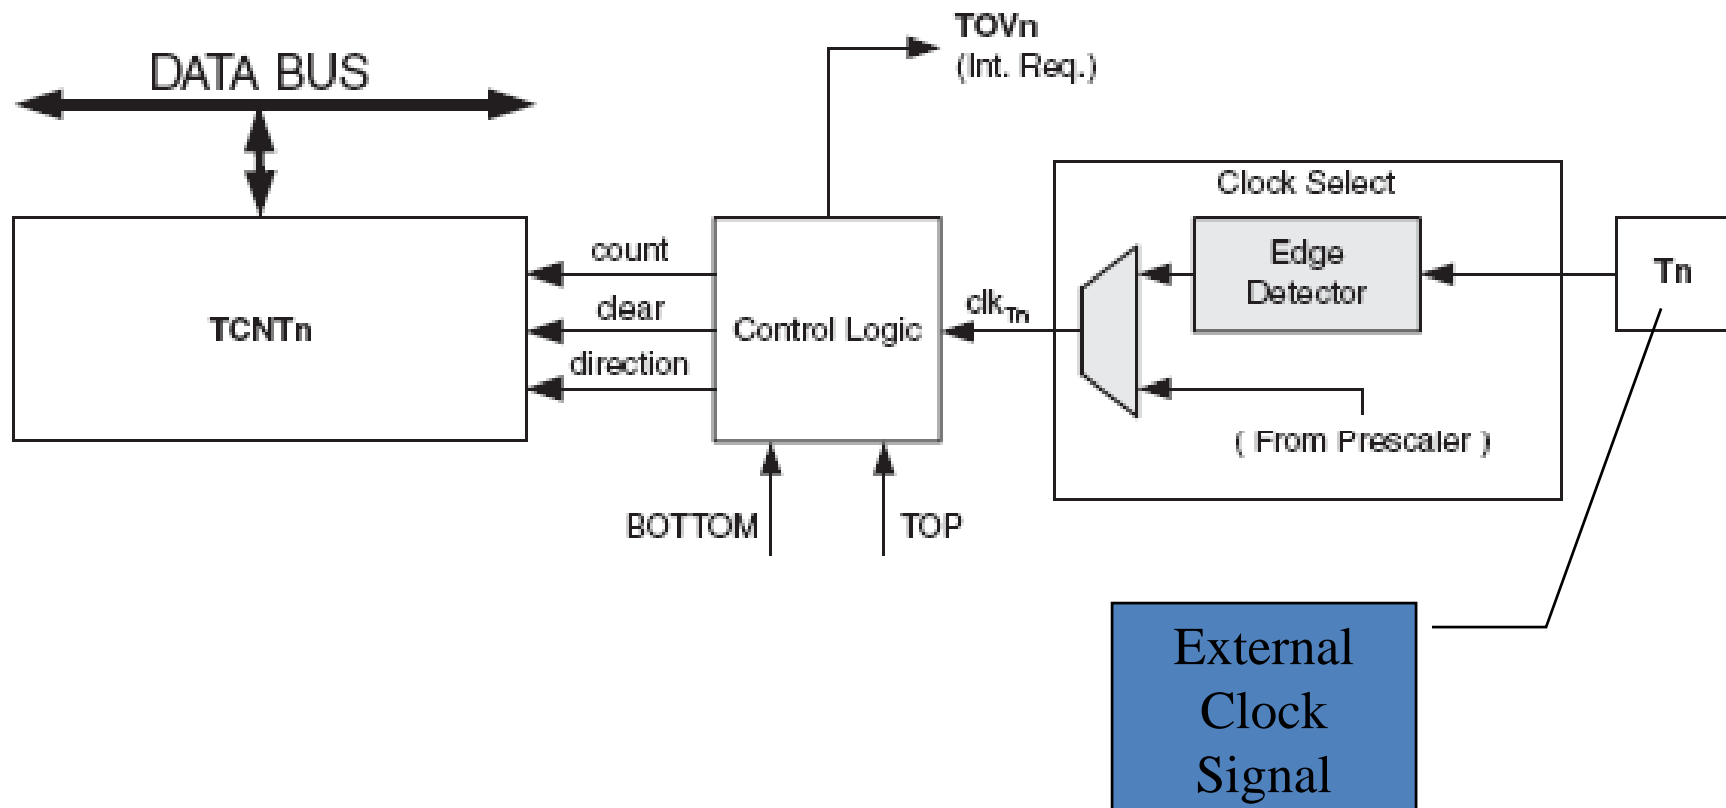 TOVn
(Int. Req.)
DATA BUS
Clock Select
Edge
Detector
Tn
count
clear
direction
TCNTn
Control Logic
clkTn
( From Prescaler )
BOTTOM
TOP
External
Clock
Signal